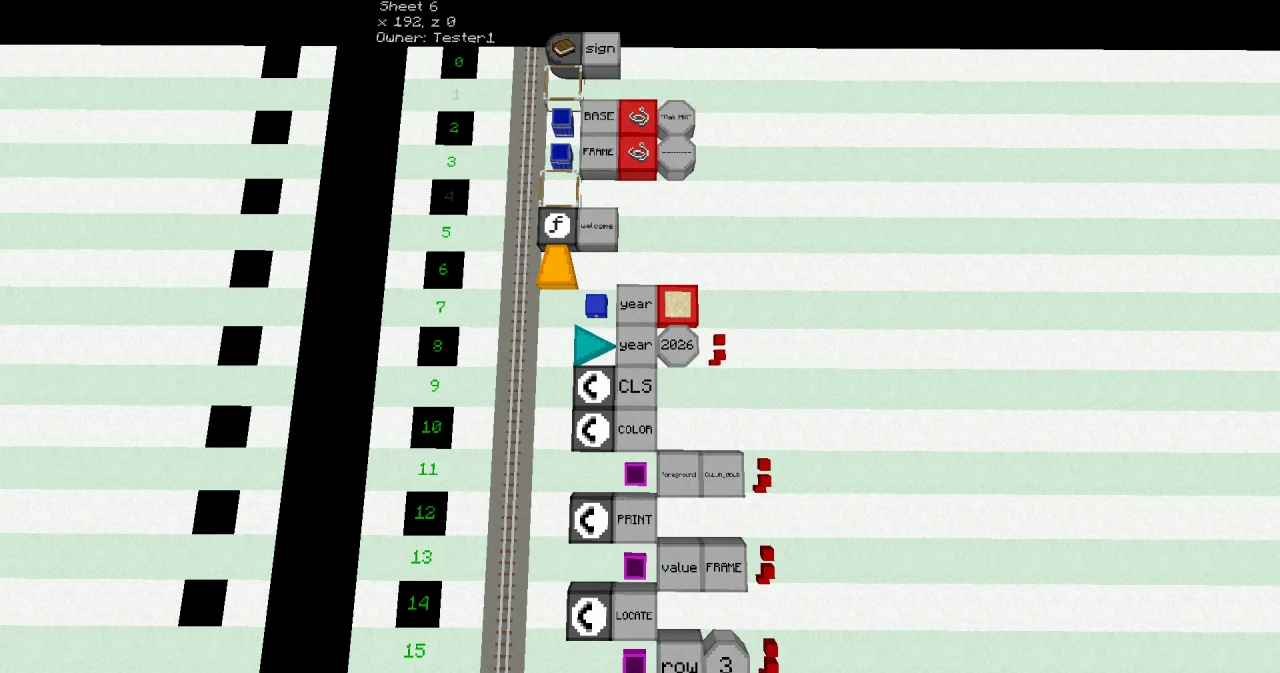 Sheet 6
x 192, z 0
Owner: Tester1
sign
0
1
2 BASE
3 FRAME ----------
4
5 f welcome
6
7 year
8 year 2026
9 CLS
10 COLOR
11
12 PRINT
13 value FRAME
14 LOCATE
15 row 3